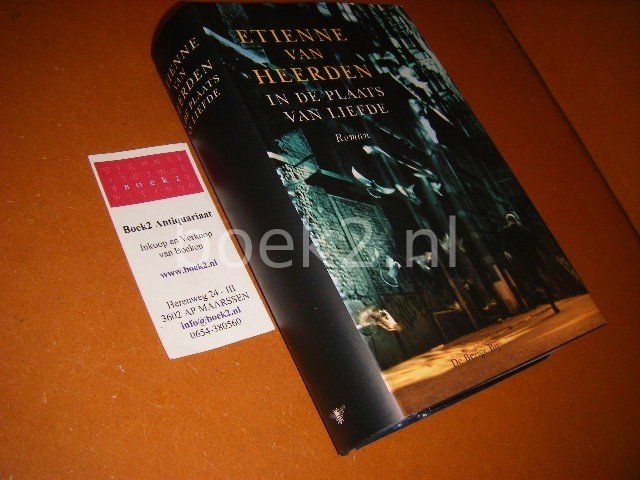 ETIENNE
VAN
HEERDEN
IN DE PLAATS
VAN LIEFDE
Roman
De Bezige Bij
ETIENNE
VAN
HEERDEN
IN DE PLAATS
VAN LIEFDE
BOEK2
Boek2 Antiquariaat
Inkoop en Verkoop
van Boeken
www.boek2.nl
Herenweg 24 - III
3602 AP MAARSSEN
info@boek2.nl
0654-380560
boek2.nl